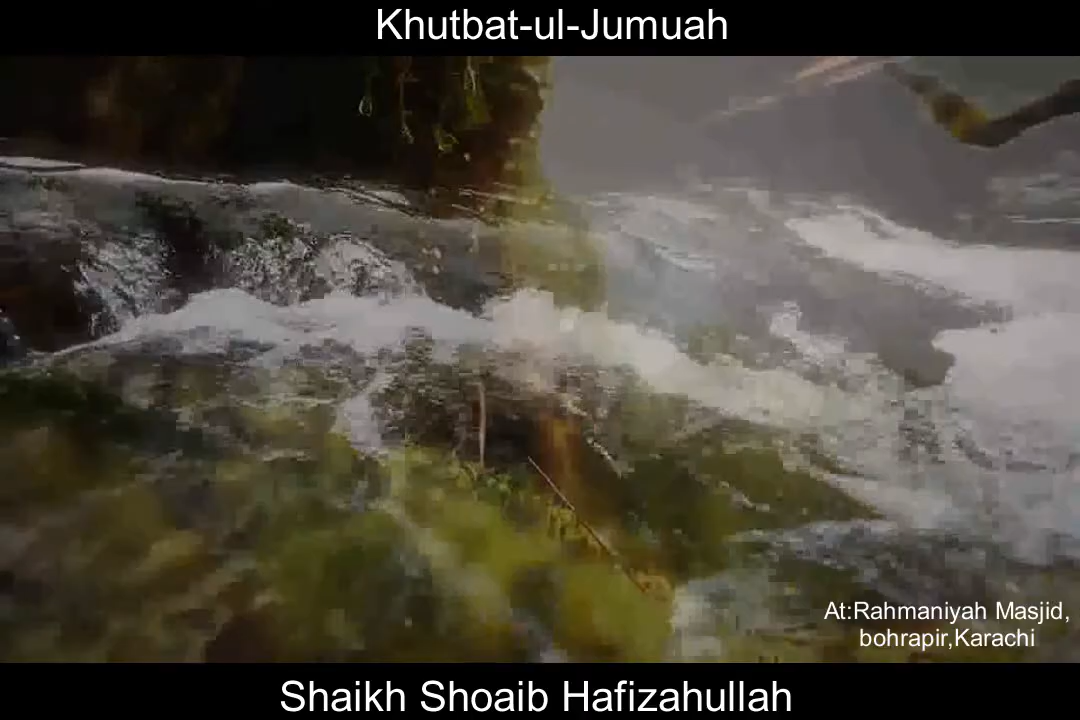 Khutbat-ul-Jumuah
At:Rahmaniyah Masjid,
bohrapir,Karachi
Shaikh Shoaib Hafizahullah